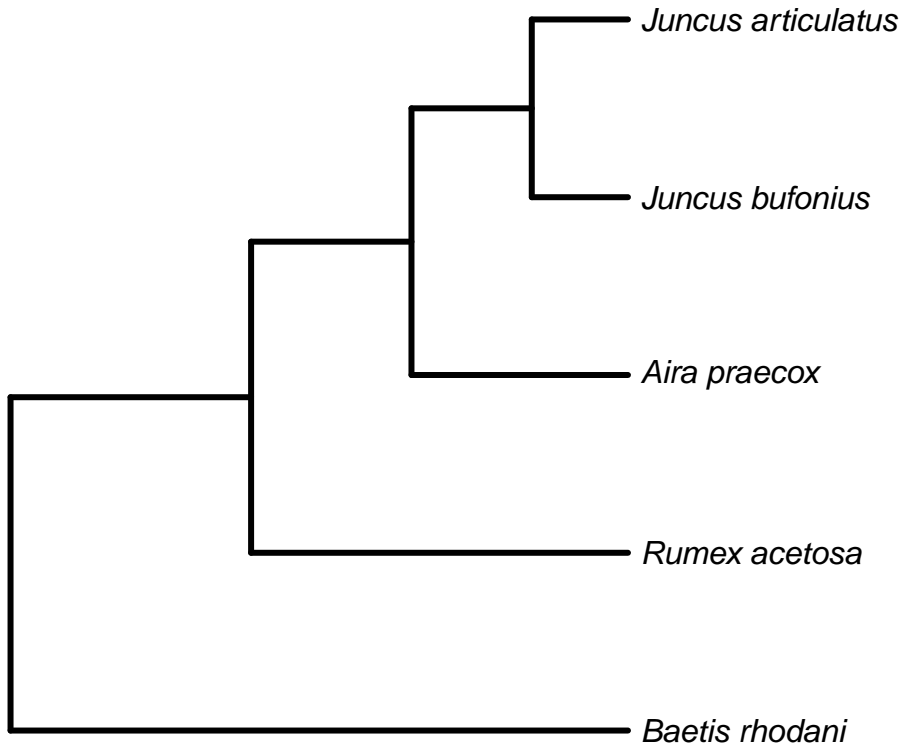 Juncus articulatus
Juncus bufonius
Aira praecox
Rumex acetosa
Baetis rhodani